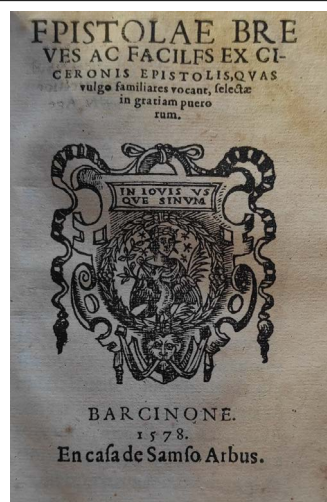 EPISTOLAE BRE
VES AC FACILES EX CI-
CERONIS EPISTOLIS, QVAS
vulgo familiares vocant, selectæ
in gratiam puero
rum.
IN IOVIS VS
QVE SINVM
BARCINONE.
1578.
En casa de Samso Arbus.